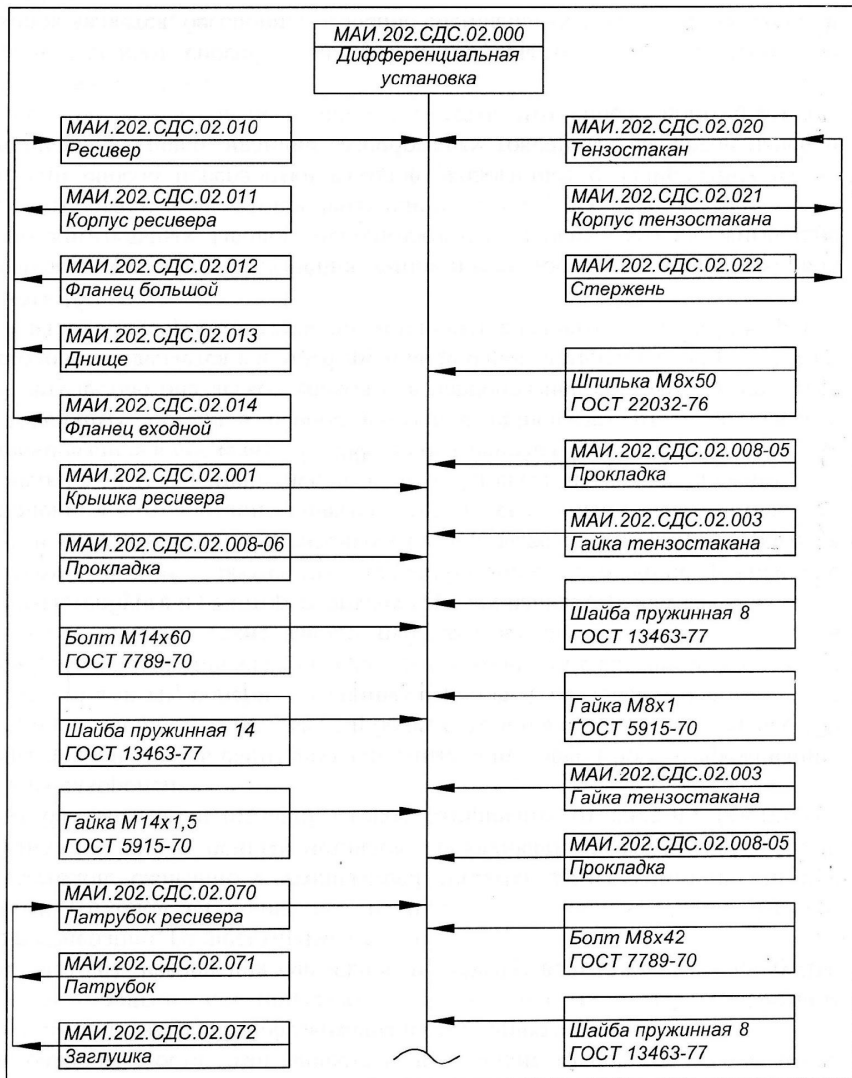 МАИ.202.СДС.02.000
Дифференциальная
установка
МАИ.202.СДС.02.010
Ресивер
МАИ.202.СДС.02.011
Корпус ресивера
МАИ.202.СДС.02.012
Фланец большой
МАИ.202.СДС.02.013
Днище
МАИ.202.СДС.02.014
Фланец входной
МАИ.202.СДС.02.001
Крышка ресивера
МАИ.202.СДС.02.008-06
Прокладка
Болт М14х60
ГОСТ 7789-70
Шайба пружинная 14
ГОСТ 13463-77
Гайка М14х1,5
ГОСТ 5915-70
МАИ.202.СДС.02.070
Патрубок ресивера
МАИ.202.СДС.02.071
Патрубок
МАИ.202.СДС.02.072
Заглушка
МАИ.202.СДС.02.020
Тензостакан
МАИ.202.СДС.02.021
Корпус тензостакана
МАИ.202.СДС.02.022
Стержень
Шпилька М8х50
ГОСТ 22032-76
МАИ.202.СДС.02.008-05
Прокладка
МАИ.202.СДС.02.003
Гайка тензостакана
Шайба пружинная 8
ГОСТ 13463-77
Гайка М8х1
ГОСТ 5915-70
МАИ.202.СДС.02.003
Гайка тензостакана
МАИ.202.СДС.02.008-05
Прокладка
Болт М8х42
ГОСТ 7789-70
Шайба пружинная 8
ГОСТ 13463-77